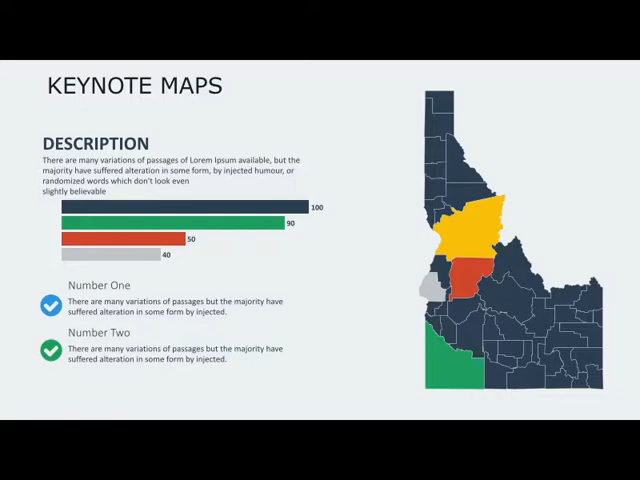 KEYNOTE MAPS
DESCRIPTION
There are many variations of passages of Lorem Ipsum available, but the
majority have suffered alteration in some form, by injected humour, or
randomized words which don't look even
slightly believable
100
90
50
40
Number One
There are many variations of passages but the majority have
suffered alteration in some form by injected.
Number Two
There are many variations of passages but the majority have
suffered alteration in some form by injected.